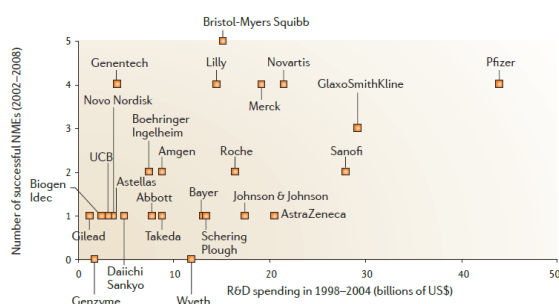 Bristol-Myers Squibb
5
Genentech
Lilly
Novartis
Pfizer
4
GlaxoSmithKline
Novo Nordisk
Merck
Boehringer
Ingelheim
3
Amgen
Roche
Sanofi
UCB
2
Astellas
Biogen
Idec
Abbott
Bayer
Johnson & Johnson
1
AstraZeneca
Gilead
Takeda
Schering
Plough
0
Daiichi
Sankyo
Genzyme
Wyeth
Number of successful NMEs (2002–2008)
0
10
20
30
40
50
R&D spending in 1998–2004 (billions of US$)